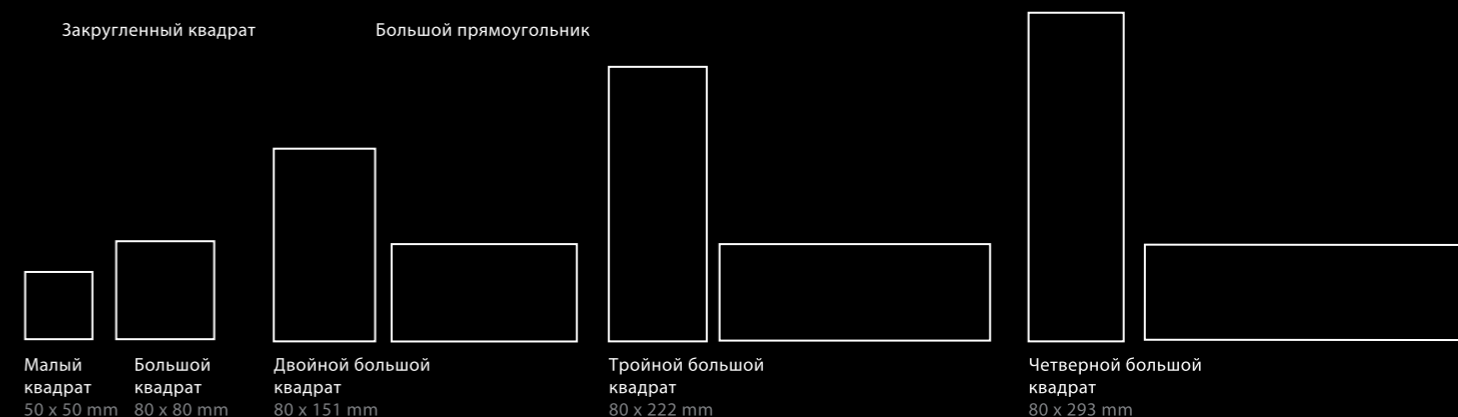 Закругленный квадрат
Большой прямоугольник
Малый
квадрат
50 x 50 mm
Большой
квадрат
80 x 80 mm
Двойной большой
квадрат
80 x 151 mm
Тройной большой
квадрат
80 x 222 mm
Четверной большой
квадрат
80 x 293 mm